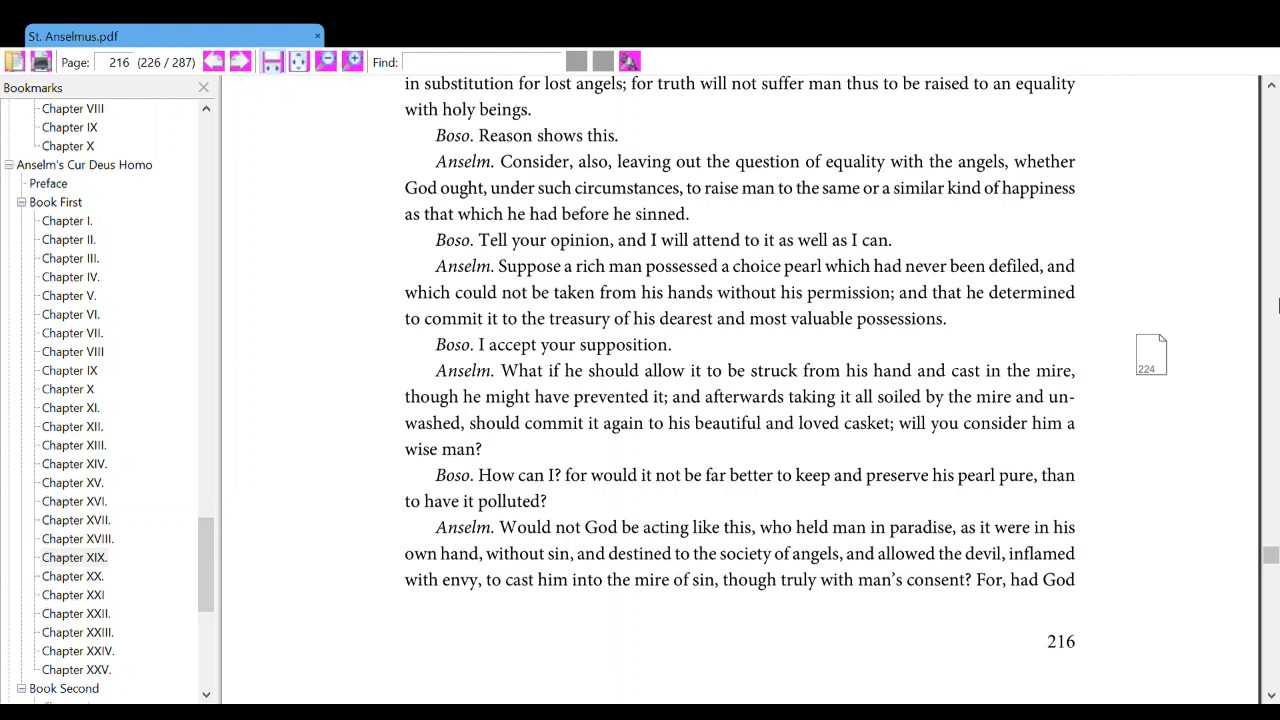 St. Anselmus.pdf
×
Page: 216 (226 / 287) Find:
Bookmarks
Chapter VIII
Chapter IX
Chapter X
Anselm's Cur Deus Homo
Preface
Book First
Chapter I.
Chapter II.
Chapter III.
Chapter IV.
Chapter V.
Chapter VI.
Chapter VII.
Chapter VIII
Chapter IX
Chapter X
Chapter XI.
Chapter XII.
Chapter XIII.
Chapter XIV.
Chapter XV.
Chapter XVI.
Chapter XVII.
Chapter XVIII.
Chapter XIX.
Chapter XX.
Chapter XXI
Chapter XXII.
Chapter XXIII.
Chapter XXIV.
Chapter XXV.
Book Second
in substitution for lost angels; for truth will not suffer man thus to be raised to an equality
with holy beings.
Boso. Reason shows this.
Anselm. Consider, also, leaving out the question of equality with the angels, whether
God ought, under such circumstances, to raise man to the same or a similar kind of happiness
as that which he had before he sinned.
Boso. Tell your opinion, and I will attend to it as well as I can.
Anselm. Suppose a rich man possessed a choice pearl which had never been defiled, and
which could not be taken from his hands without his permission; and that he determined
to commit it to the treasury of his dearest and most valuable possessions.
Boso. I accept your supposition.
Anselm. What if he should allow it to be struck from his hand and cast in the mire,
though he might have prevented it; and afterwards taking it all soiled by the mire and un-
washed, should commit it again to his beautiful and loved casket; will you consider him a
wise man?
Boso. How can I? for would it not be far better to keep and preserve his pearl pure, than
to have it polluted?
Anselm. Would not God be acting like this, who held man in paradise, as it were in his
own hand, without sin, and destined to the society of angels, and allowed the devil, inflamed
with envy, to cast him into the mire of sin, though truly with man's consent? For, had God
224
216